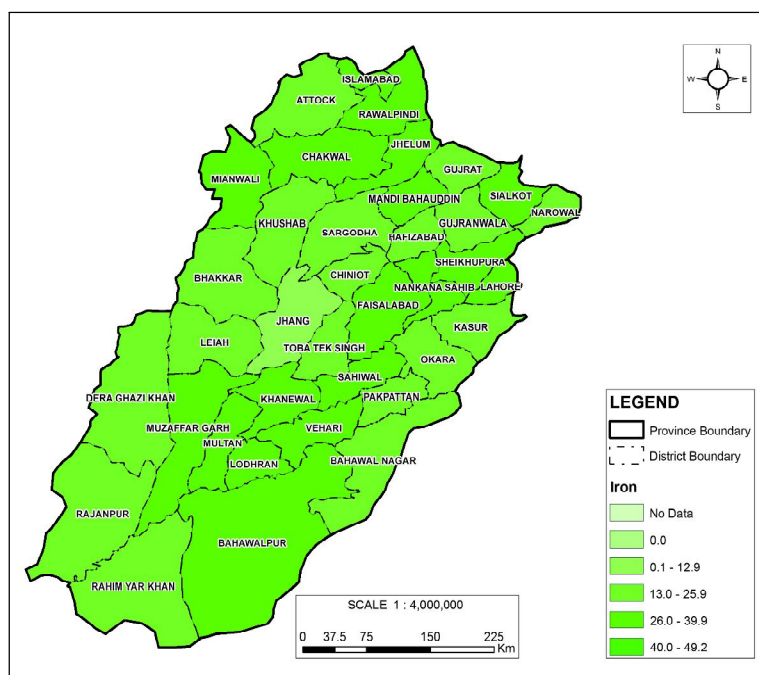 N
W E
S
ISLAMABAD
ATTOCK
RAWALPINDI
JHELUM
CHAKWAL
GUJRAT
MIANWALI
MANDI BAHAUDDIN
SIALKOT
NAROWAL
KHUSHAB
SARGODHA
HAFIZABAD
GUJRANWALA
SHEIKHUPURA
BHAKKAR
CHINIOT
NANKANA SAHIB
LAHORE
FAISALABAD
JHANG
KASUR
LEIAH
TOBA TEK SINGH
OKARA
SAHIWAL
DERA GHAZI KHAN
KHANEWAL
PAKPATTAN
MUZAFFAR GARH
VEHARI
MULTAN
LODHRAN
BAHAWAL NAGAR
RAJANPUR
BAHAWALPUR
RAHIM YAR KHAN
LEGEND
Province Boundary
District Boundary
Iron
No Data
0.0
0.1 - 12.9
13.0 - 25.9
26.0 - 39.9
40.0 - 49.2
SCALE 1 : 4,000,000
0 37.5 75 150 225
Km